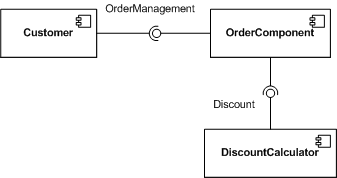 OrderManagement
Customer
OrderComponent
Discount
DiscountCalculator